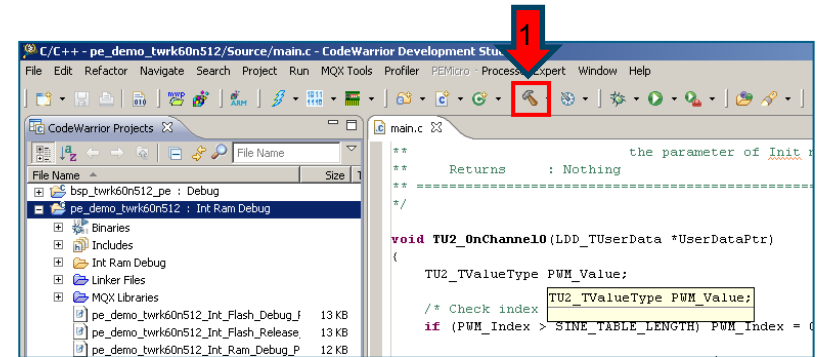 1
C/C++ - pe_demo_twrk60n512/Source/main.c - CodeWarrior Development
File Edit Refactor Navigate Search Project Run MQX Tools Profiler PEMicro Processor Expert Window Help
CodeWarrior Projects
main.c
File Name
File Name Size
bsp_twrk60n512_pe : Debug
pe_demo_twrk60n512 : Int Ram Debug
Binaries
Includes
Int Ram Debug
Linker Files
MQX Libraries
pe_demo_twrk60n512_Int_Flash_Debug_ 13 KB
pe_demo_twrk60n512_Int_Flash_Release_ 13 KB
pe_demo_twrk60n512_Int_Ram_Debug_P 12 KB
** the parameter of Init
** Returns : Nothing
** ================================================
*/
void TU2_OnChannel0(LDD_TUserData *UserDataPtr)
{
TU2_TValueType PWM_Value;
TU2_TValueType PWM_Value;
/* Check index
if (PWM_Index > SINE_TABLE_LENGTH) PWM_Index =